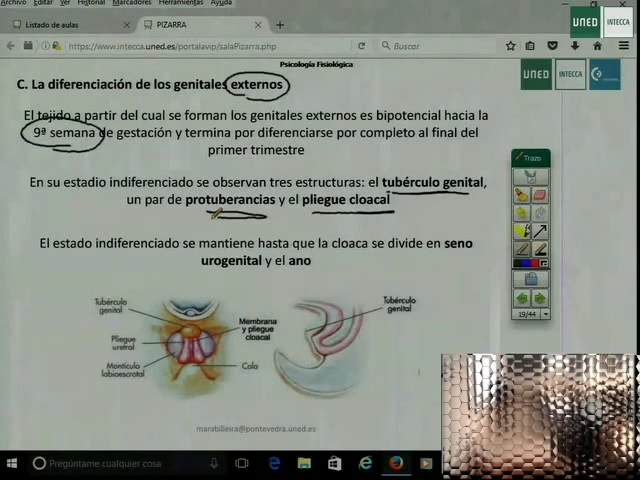 Archivo Editar Ver Historial Marcadores Herramientas Ayuda
Listado de aulas
PIZARRA
https://www.intecca.uned.es/portalavip/salaPizarra.php
Buscar
UNED INTECCA
Psicología Fisiológica
UNED INTECCA
C. La diferenciación de los genitales externos
El tejido a partir del cual se forman los genitales externos es bipotencial hacia la
9ª semana de gestación y termina por diferenciarse por completo al final del
primer trimestre
Trazo
En su estadio indiferenciado se observan tres estructuras: el tubérculo genital,
un par de protuberancias y el pliegue cloacal
El estado indiferenciado se mantiene hasta que la cloaca se divide en seno
urogenital y el ano
Tubérculo
genital
Pliegue
uretral
Montícula
labioescrotal
Membrana
y pliegue
cloacal
Cola
Tubérculo
genital
19/44
marabilleira@pontevedra.uned.es
Pregúntame cualquier cosa